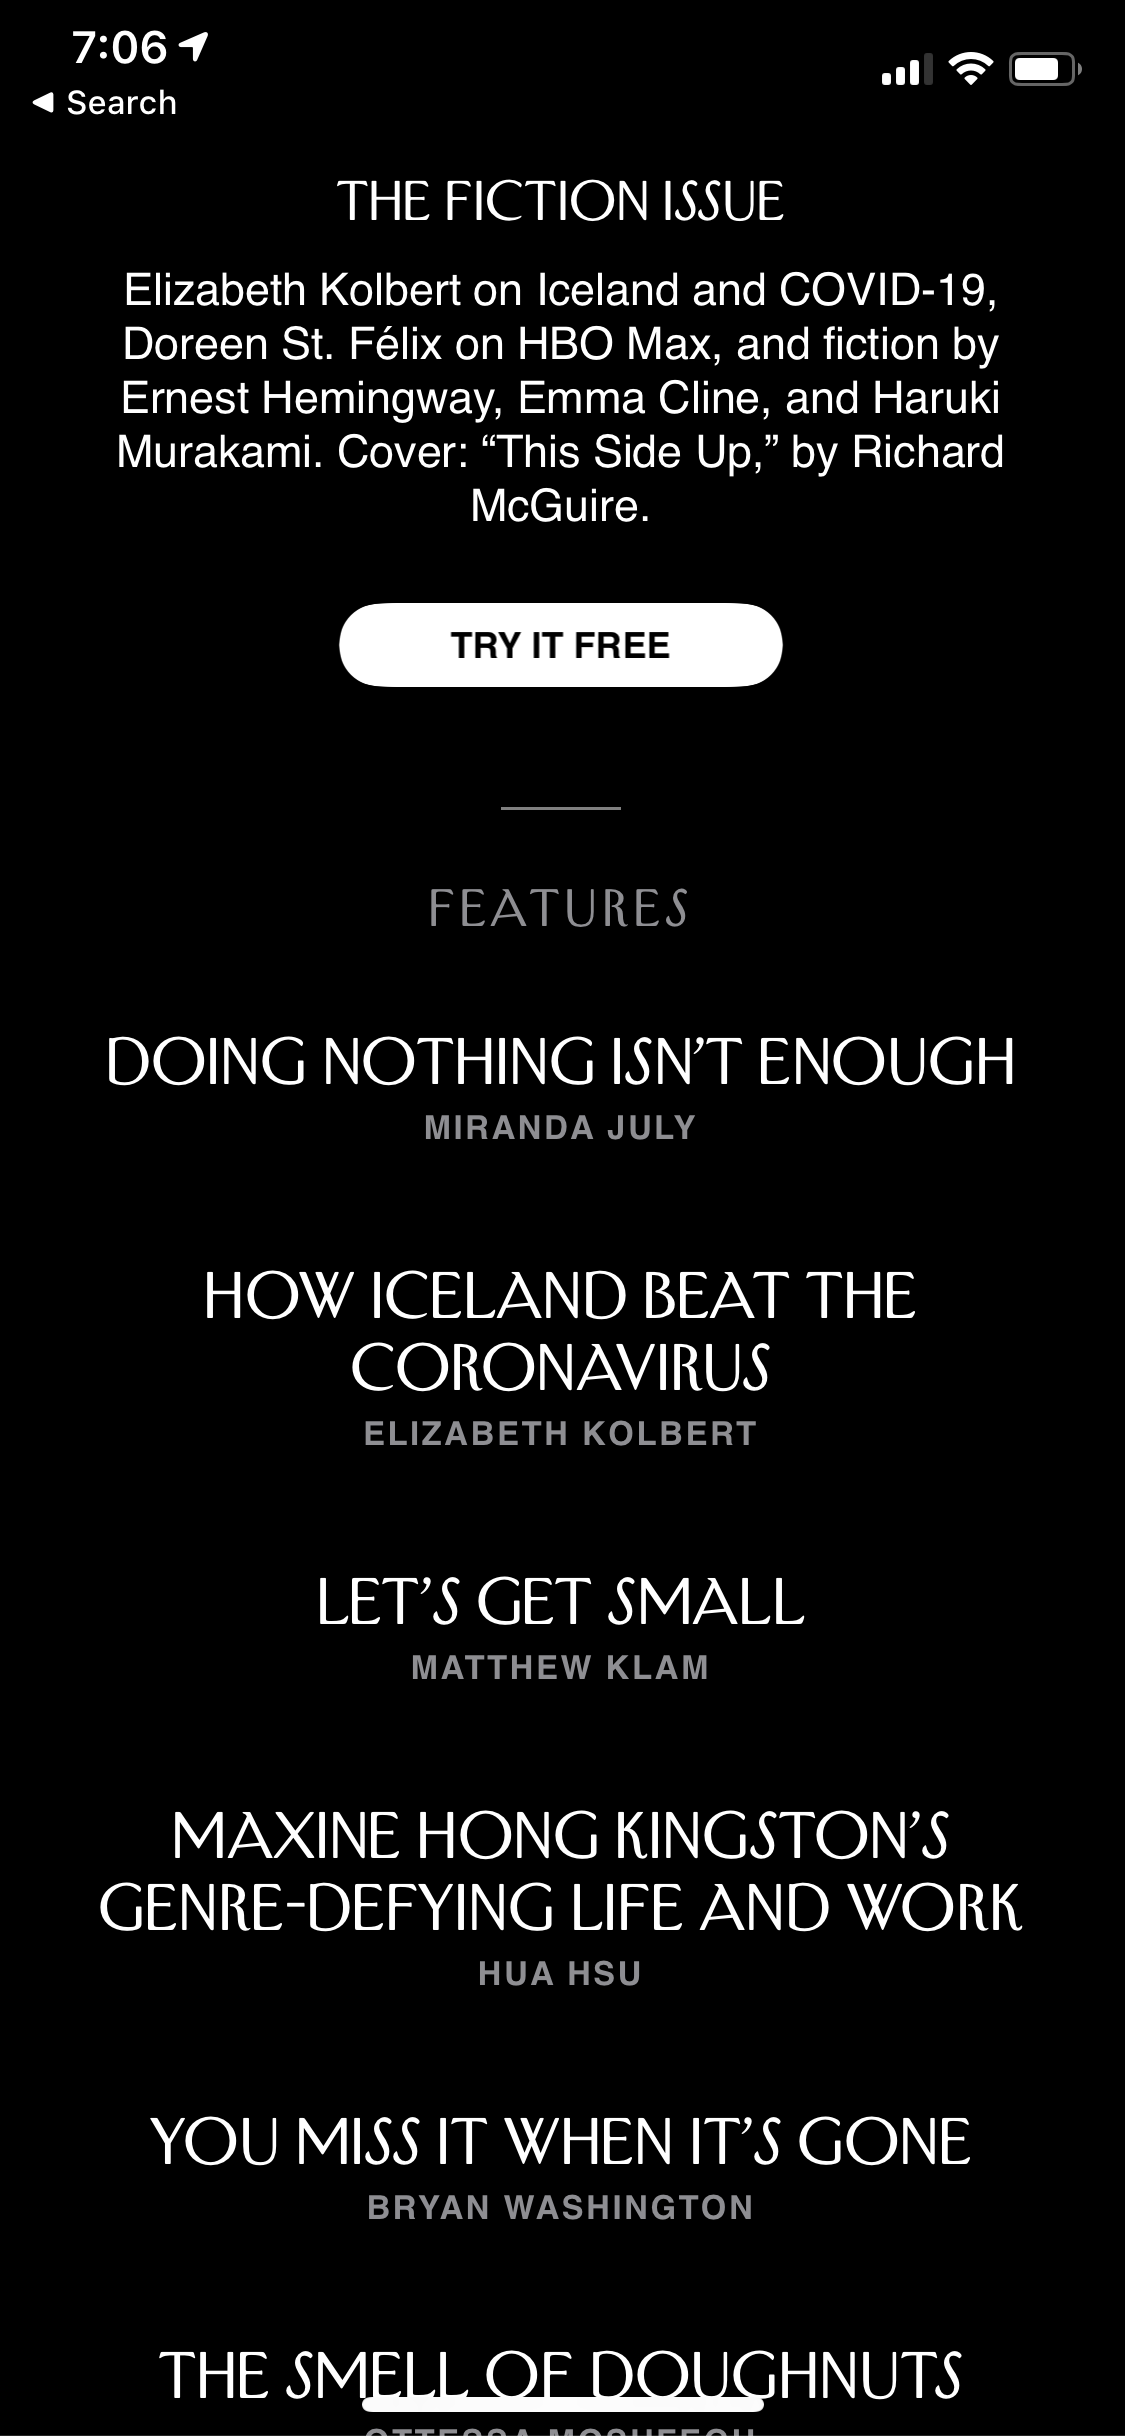 7:06
Search
THE FICTION ISSUE
Elizabeth Kolbert on Iceland and COVID-19,
Doreen St. Félix on HBO Max, and fiction by
Ernest Hemingway, Emma Cline, and Haruki
Murakami. Cover: “This Side Up,” by Richard
McGuire.
TRY IT FREE
FEATURES
DOING NOTHING ISN’T ENOUGH
MIRANDA JULY
HOW ICELAND BEAT THE
CORONAVIRUS
ELIZABETH KOLBERT
LET’S GET SMALL
MATTHEW KLAM
MAXINE HONG KINGSTON’S
GENRE-DEFYING LIFE AND WORK
HUA HSU
YOU MISS IT WHEN IT’S GONE
BRYAN WASHINGTON
THE SMELL OF DOUGHNUTS
OTTESSA MOSHFEGH